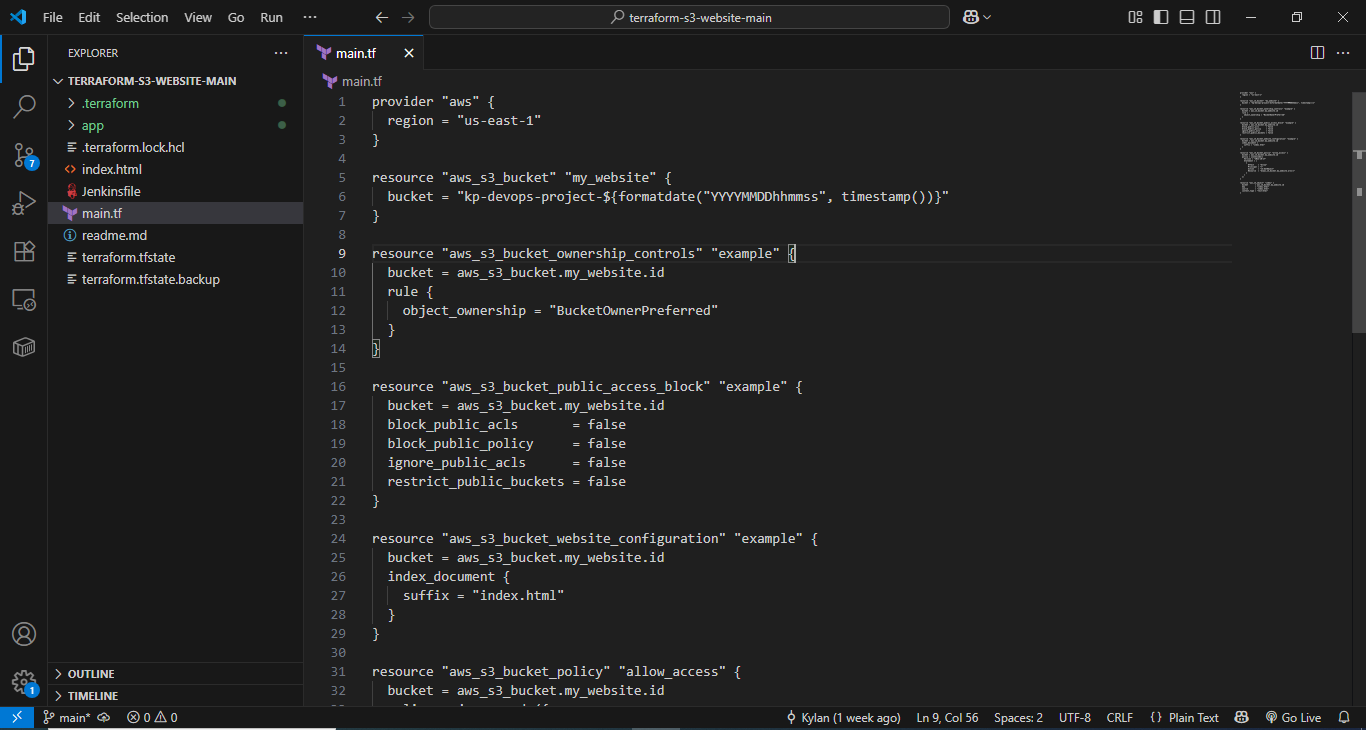 File Edit Selection View Go Run ···
terraform-s3-website-main
EXPLORER ···
TERRAFORM-S3-WEBSITE-MAIN
.terraform
app
.terraform.lock.hcl
index.html
Jenkinsfile
main.tf
readme.md
terraform.tfstate
terraform.tfstate.backup
OUTLINE
TIMELINE
7
1
main.tf
main.tf
1 provider "aws" {
2 region = "us-east-1"
3 }
4
5 resource "aws_s3_bucket" "my_website" {
6 bucket = "kp-devops-project-${formatdate("YYYYMMDDhhmmss", timestamp())}"
7 }
8
9 resource "aws_s3_bucket_ownership_controls" "example" {
10 bucket = aws_s3_bucket.my_website.id
11 rule {
12 object_ownership = "BucketOwnerPreferred"
13 }
14 }
15
16 resource "aws_s3_bucket_public_access_block" "example" {
17 bucket = aws_s3_bucket.my_website.id
18 block_public_acls = false
19 block_public_policy = false
20 ignore_public_acls = false
21 restrict_public_buckets = false
22 }
23
24 resource "aws_s3_bucket_website_configuration" "example" {
25 bucket = aws_s3_bucket.my_website.id
26 index_document {
27 suffix = "index.html"
28 }
29 }
30
31 resource "aws_s3_bucket_policy" "allow_access" {
32 bucket = aws_s3_bucket.my_website.id
main* 0 0 Kylan (1 week ago) Ln 9, Col 56 Spaces: 2 UTF-8 CRLF {} Plain Text Go Live